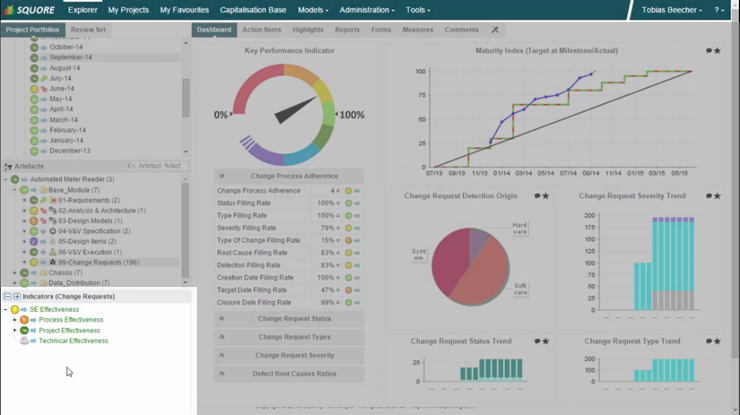 SQUORE Explorer My Projects My Favourites Capitalisation Base Models Administration Tools Tobias Beecher ?
Project Portfolios Review Set
October-14
September-14
August-14
July-14
June-14
May-14
April-14
March-14
February-14
January-14
December-13
Artefacts Ex: Artefact, %tfact
Automated Meter Reader (3)
Base_Module (7)
01-Requirements (2)
02-Analysis & Architecture (1)
03-Design Models (1)
04-V&V Specification (2)
05-Design Items (2)
06-V&V Execution (1)
99-Change Requests (196)
Chassis (7)
Data_Distribution (7)
Indicators (Change Requests)
SE Effectiveness
Process Effectiveness
Project Effectiveness
Technical Effectiveness
Dashboard Action Items Highlights Reports Forms Measures Comments
Key Performance Indicator
0% 100%
Change Process Adherence
Change Process Adherence 4 =
Status Filling Rate 100% =
Type Filling Rate 100% =
Severity Filling Rate 79% =
Type Of Change Filling Rate 15% =
Root Cause Filling Rate 83% =
Detection Filling Rate 83% =
Creation Date Filling Rate 100% =
Target Date Filling Rate 47% =
Closure Date Filling Rate 99% =
Change Request Status
Change Request Types
Change Request Severity
Defect Root Causes Ratios
Maturity Index (Target at Milestone/Actual)
100
75
50
25
0
07/13 09/13 11/13 01/14 03/14 05/14 07/14 09/14 11/14 01/15 03/15 05/15
Change Request Detection Origin
Hard
ware
Syst
em
Soft
ware
Change Request Severity Trend
200
150
100
50
0
Change Request Status Trend
25
0
Change Request Type Trend
200
100
0